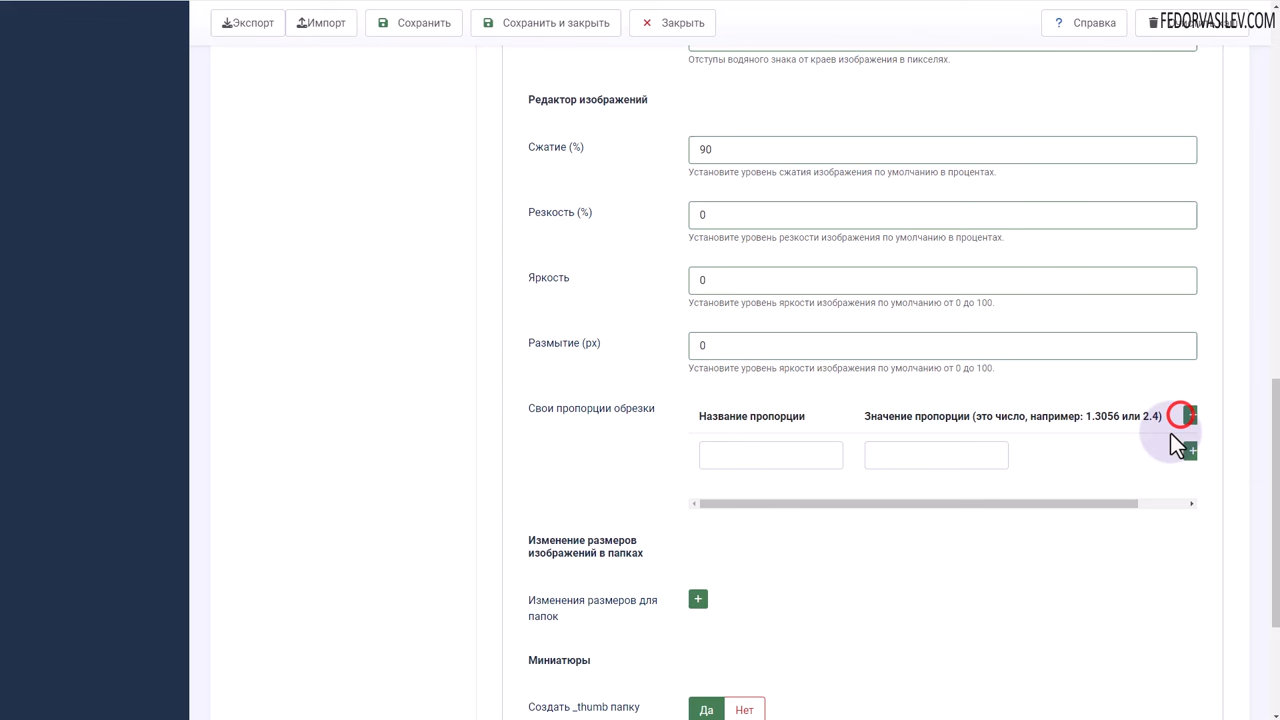 Экспорт Импорт Сохранить Сохранить и закрыть Закрыть ? Справка FEDORVASILEV.COM
Отступы водяного знака от краев изображения в пикселях.
Редактор изображений
Сжатие (%) 90
Установите уровень сжатия изображения по умолчанию в процентах.
Резкость (%) 0
Установите уровень резкости изображения по умолчанию в процентах.
Яркость 0
Установите уровень яркости изображения по умолчанию от 0 до 100.
Размытие (px) 0
Установите уровень яркости изображения по умолчанию от 0 до 100.
Свои пропорции обрезки
Название пропорции Значение пропорции (это число, например: 1.3056 или 2.4)
Изменение размеров
изображений в папках
Изменения размеров для
папок
Миниатюры
Создать _thumb папку Да Нет